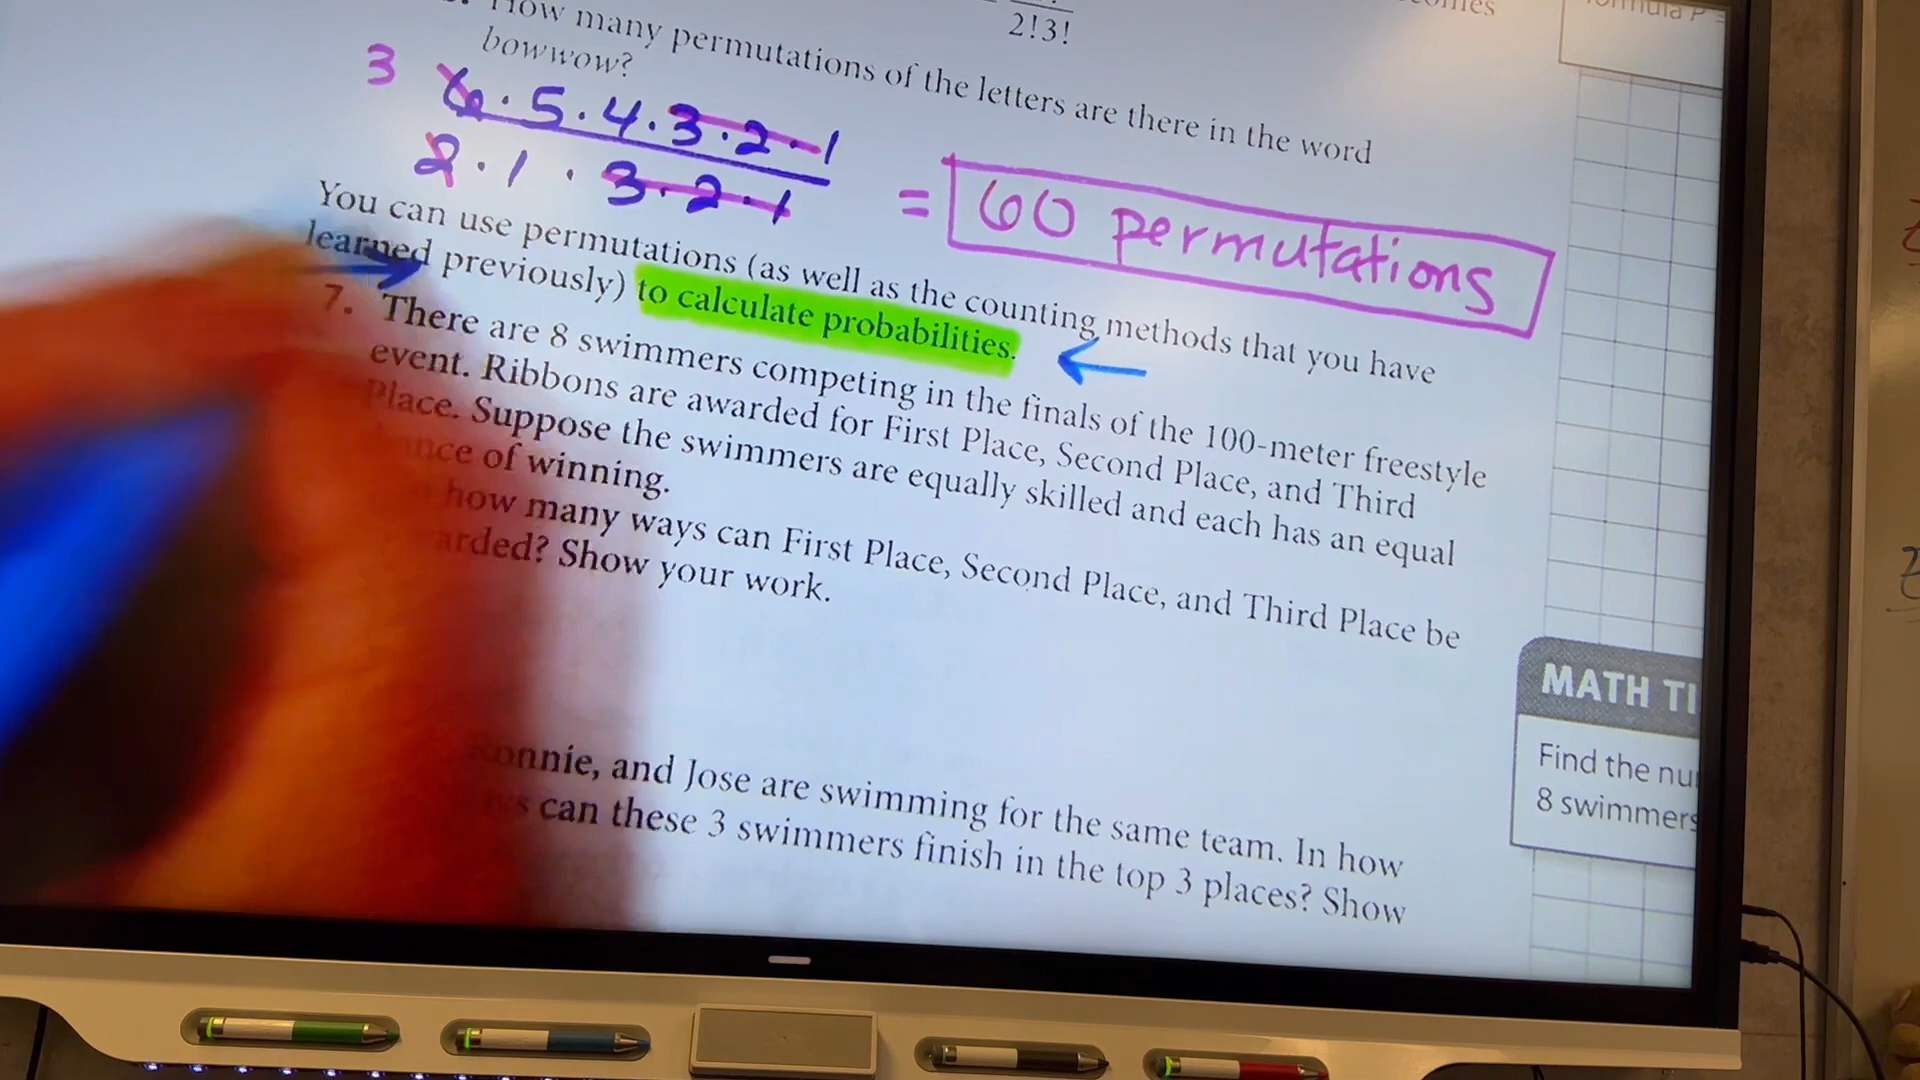 2!3!
How many permutations of the letters are there in the word
bowwow?
3
6 · 5 · 4 · 3 · 2 · 1
2 · 1 · 3 · 2 · 1
= 60 permutations
You can use permutations (as well as the counting methods that you have
learned previously) to calculate probabilities.
7. There are 8 swimmers competing in the finals of the 100-meter freestyle
event. Ribbons are awarded for First Place, Second Place, and Third
Place. Suppose the swimmers are equally skilled and each has an equal
of winning.
how many ways can First Place, Second Place, and Third Place be
Show your work.
and Jose are swimming for the same team. In how
can these 3 swimmers finish in the top 3 places? Show
MATH TI
Find the nu
8 swimmers